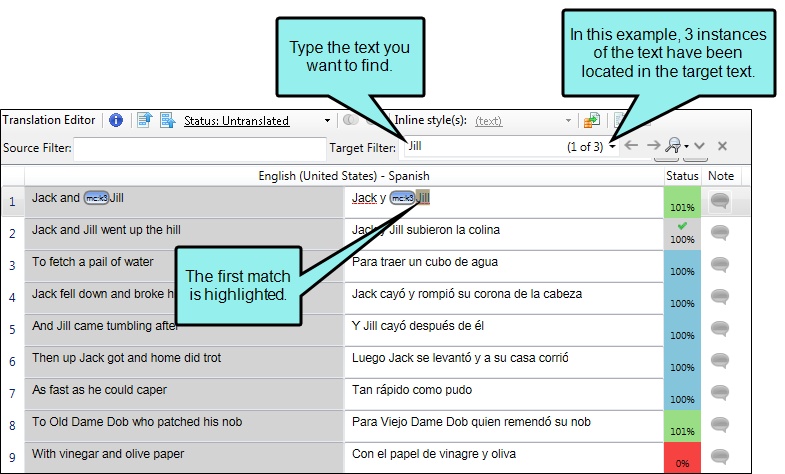 Type the text you
want to find.
In this example, 3 instances
of the text have been
located in the target text.
Translation Editor
Status: Untranslated
Inline style(s): (text)
Source Filter:
Target Filter: Jill (1 of 3)
English (United States) - Spanish Status Note
1 Jack and mc:k3 Jill Jack y mc:k3 Jill 101%
2 Jack and Jill went up the hill Jack y Jill subieron la colina 100%
The first match
is highlighted.
3 To fetch a pail of water Para traer un cubo de agua 100%
4 Jack fell down and broke h Jack cayó y rompió su corona de la cabeza 100%
5 And Jill came tumbling after Y Jill cayó después de él 100%
6 Then up Jack got and home did trot Luego Jack se levantó y a su casa corrió 100%
7 As fast as he could caper Tan rápido como pudo 100%
8 To Old Dame Dob who patched his nob Para Viejo Dame Dob quien remendó su nob 101%
9 With vinegar and olive paper Con el papel de vinagre y oliva 0%